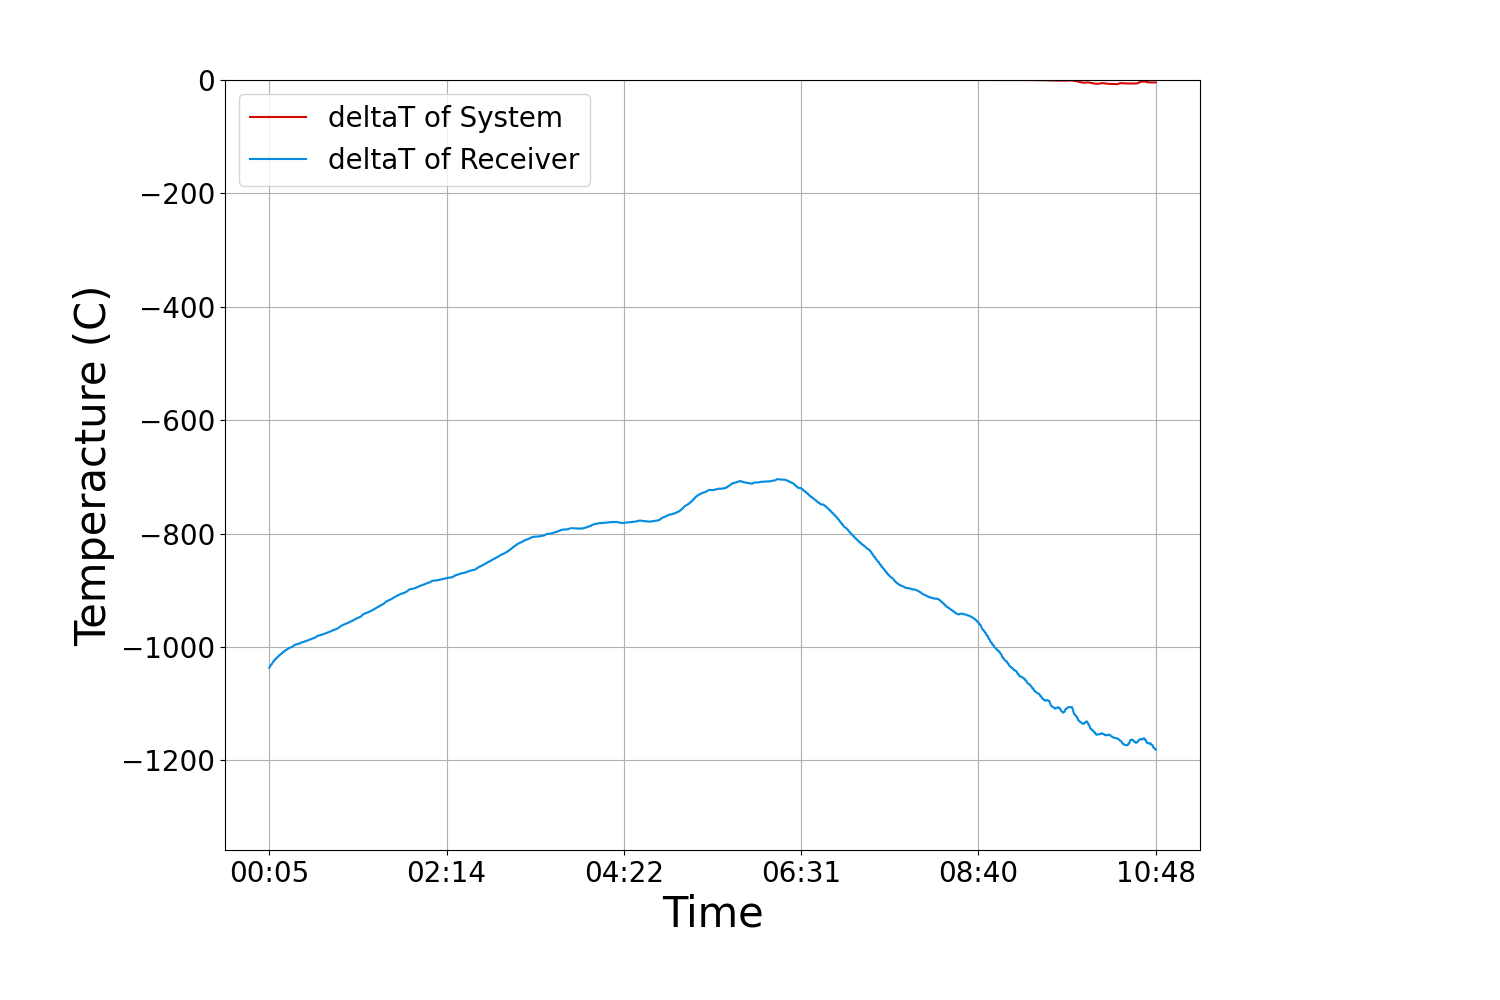 0
−200
−400
−600
−800
−1000
−1200
Temperacture (C)
deltaT of System
deltaT of Receiver
00:05 02:14 04:22 06:31 08:40 10:48
Time